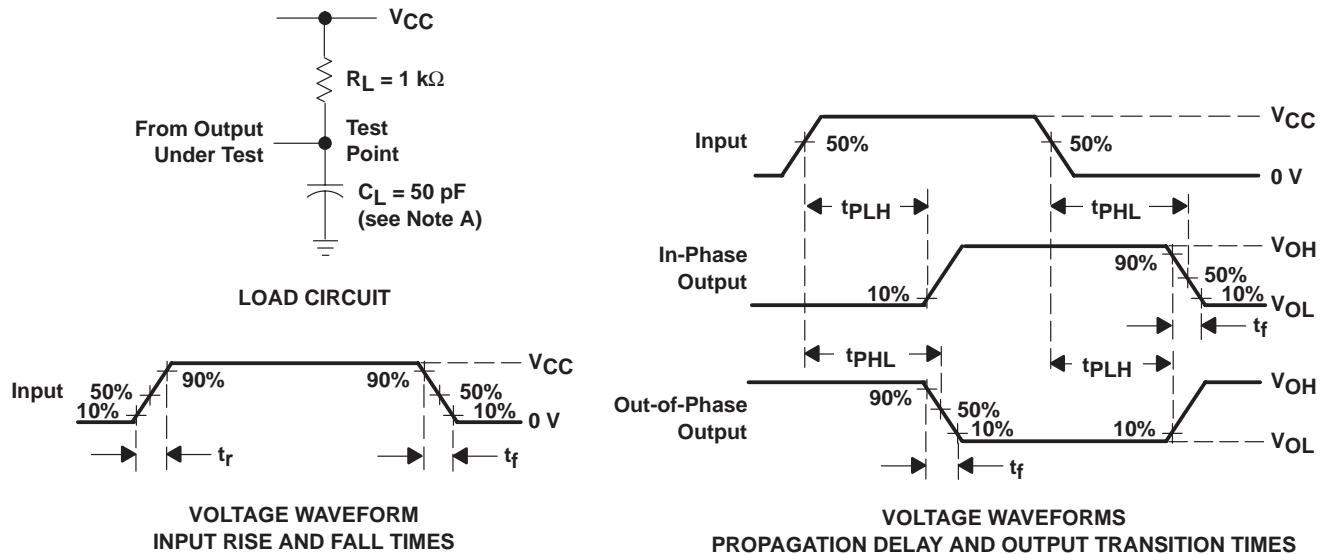 VCC
RL = 1 kΩ
From Output
Under Test
Test
Point
CL = 50 pF
(see Note A)
LOAD CIRCUIT
Input
50%
10%
90%
90%
50%
10%
VCC
0 V
tr
tf
VOLTAGE WAVEFORM
INPUT RISE AND FALL TIMES
Input
50%
50%
VCC
0 V
tPLH
tPHL
In-Phase
Output
10%
90%
50%
10%
VOH
VOL
tf
tPHL
tPLH
Out-of-Phase
Output
90%
50%
10%
10%
VOH
VOL
tf
VOLTAGE WAVEFORMS
PROPAGATION DELAY AND OUTPUT TRANSITION TIMES